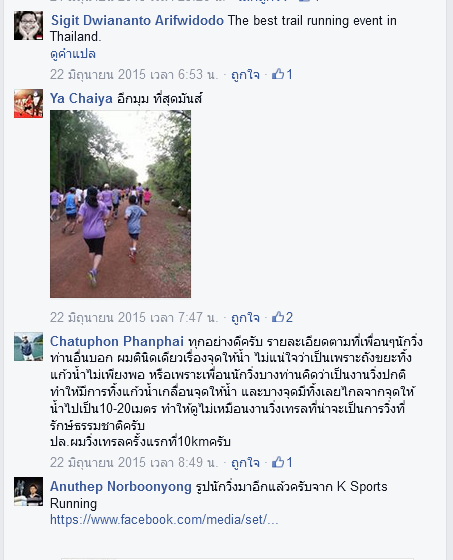 Sigit Dwiananto Arifwidodo The best trail running event in
Thailand.
ดูคำแปล
22 มิถุนายน 2015 เวลา 6:53 น. · ถูกใจ · 1
Ya Chaiya อีกมุม ที่สุดมันส์
22 มิถุนายน 2015 เวลา 7:47 น. · ถูกใจ · 2
Chatuphon Phanphai ทุกอย่างดีครับ รายละเอียดตามที่เพื่อนๆนักวิ่ง
ท่านอื่นบอก ผมตินิดเดียวเรื่องจุดให้น้ำ ไม่แน่ใจว่าเป็นเพราะถังขยะทิ้ง
แก้วน้ำไม่เพียงพอ หรือเพราะเพื่อนนักวิ่งบางท่านคิดว่าเป็นงานวิ่งปกติ
ทำให้มีการทิ้งแก้วน้ำเกลื่อนจุดให้น้ำ และบางจุดมีทิ้งเลยไกลจากจุดให้
น้ำไปเป็น10-20เมตร ทำให้ดูไม่เหมือนงานวิ่งเทรลที่น่าจะเป็นการวิ่งที่
รักษ์ธรรมชาติครับ
ปล.ผมวิ่งเทรลครั้งแรกที่10kmครับ
22 มิถุนายน 2015 เวลา 8:49 น. · ถูกใจ · 1
Anuthep Norboonyong รูปนักวิ่งมาอีกแล้วครับจาก K Sports
Running
https://www.facebook.com/media/set/...